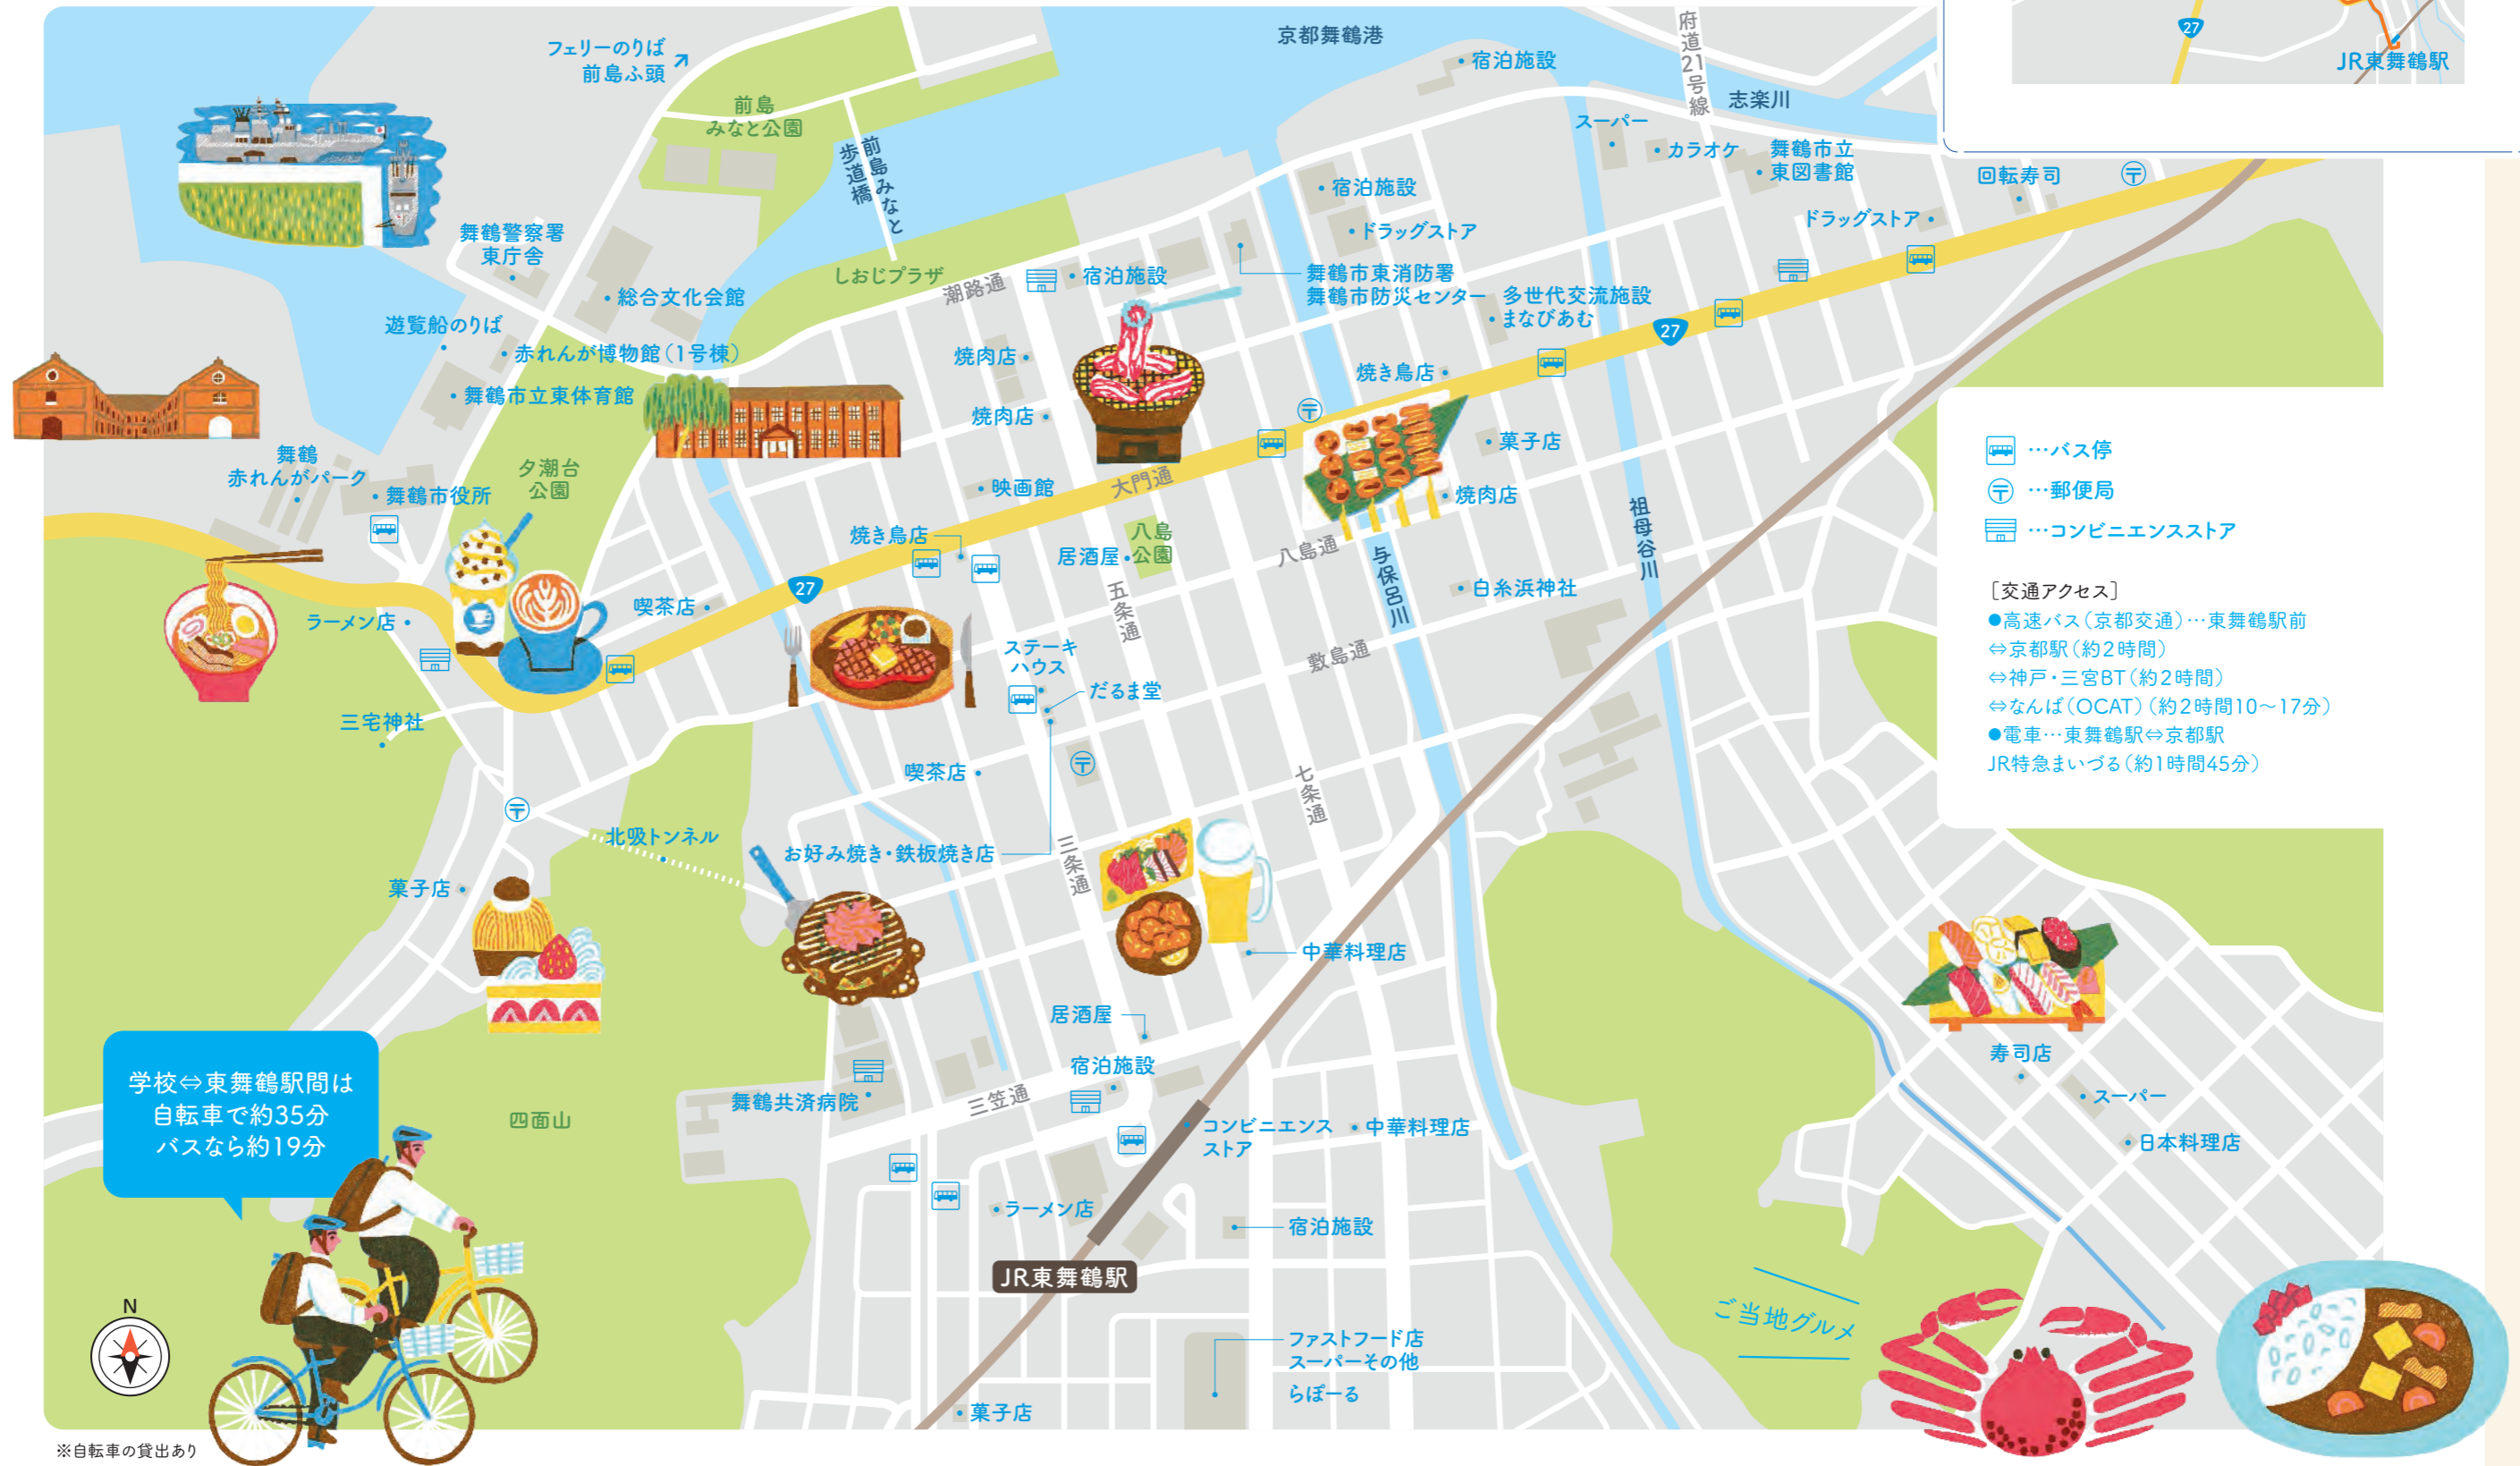 フェリーのりば
前島ふ頭
前島
みなと公園
前島みなと
歩道橋
京都舞鶴港
宿泊施設
府道21号線
志楽川
27
JR東舞鶴駅
スーパー
カラオケ
舞鶴市立
東図書館
回転寿司
ドラッグストア
宿泊施設
ドラッグストア
舞鶴警察署
東庁舎
総合文化会館
しおじプラザ
潮路通
宿泊施設
舞鶴市東消防署
舞鶴市防災センター
多世代交流施設
まなびあむ
27
遊覧船のりば
赤れんが博物館（1号棟）
舞鶴市立東体育館
焼肉店
焼肉店
焼き鳥店
菓子店
焼肉店
舞鶴
赤れんがパーク
舞鶴市役所
夕潮台
公園
映画館
大門通
焼き鳥店
居酒屋
八島
公園
八島通
与保呂川
祖母谷川
白糸浜神社
27
喫茶店
ラーメン店
五条通
敷島通
ステーキ
ハウス
だるま堂
三宅神社
喫茶店
七条通
北吸トンネル
お好み焼き・鉄板焼き店
三条通
菓子店
中華料理店
居酒屋
宿泊施設
舞鶴共済病院
三笠通
コンビニエンス
ストア
中華料理店
四面山
ラーメン店
宿泊施設
JR東舞鶴駅
ファストフード店
スーパーその他
らぽーる
菓子店
寿司店
スーパー
日本料理店
ご当地グルメ
…バス停
…郵便局
…コンビニエンスストア
［交通アクセス］
●高速バス（京都交通）…東舞鶴駅前
⇔京都駅（約2時間）
⇔神戸・三宮BT（約2時間）
⇔なんば（OCAT）（約2時間10～17分）
●電車…東舞鶴駅⇔京都駅
JR特急まいづる（約1時間45分）
学校⇔東舞鶴駅間は
自転車で約35分
バスなら約19分
N
※自転車の貸出あり